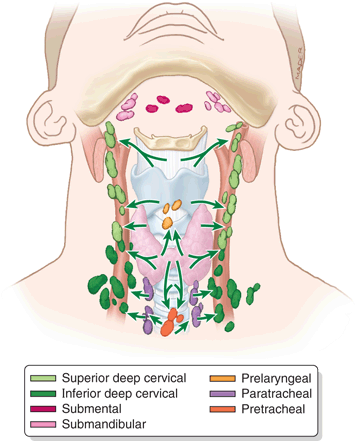 Superior deep cervical
Inferior deep cervical
Submental
Submandibular
Prelaryngeal
Paratracheal
Pretracheal